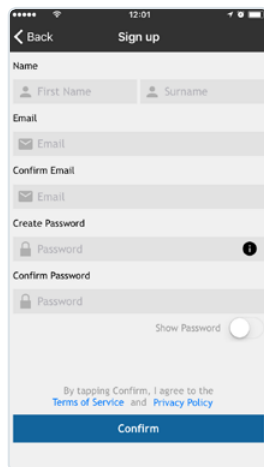 12:01
Back Sign up
Name
First Name Surname
Email
Email
Confirm Email
Email
Create Password
Password
Confirm Password
Password
Show Password
By tapping Confirm, I agree to the
Terms of Service and Privacy Policy
Confirm